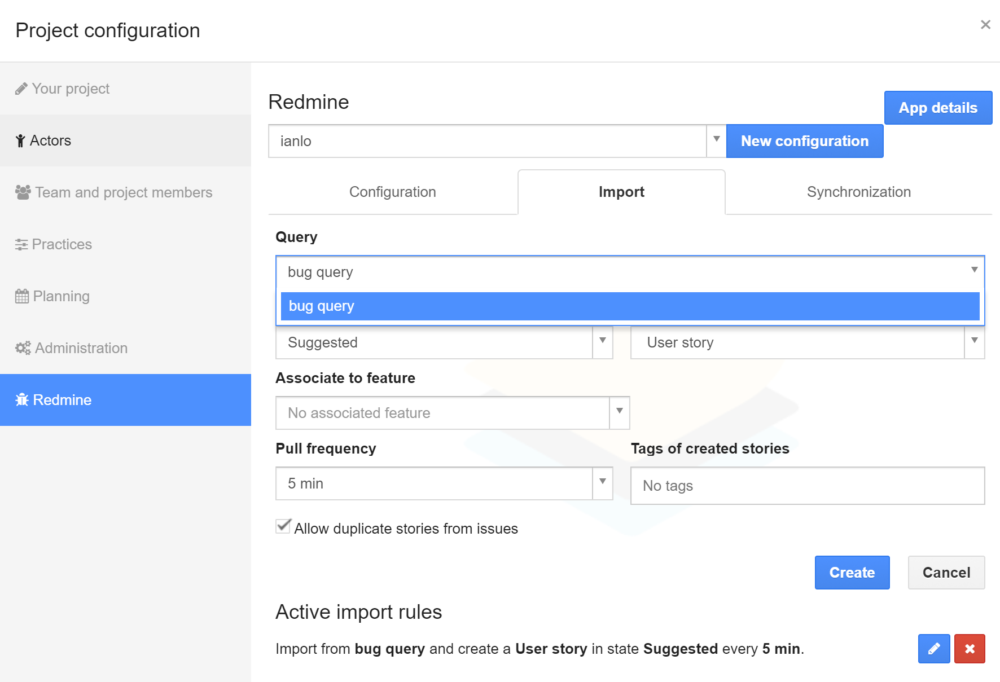 Project configuration
×
Your project
Actors
Team and project members
Practices
Planning
Administration
Redmine
Redmine
App details
ianlo
New configuration
Configuration
Import
Synchronization
Query
bug query
bug query
Suggested
User story
Associate to feature
No associated feature
Pull frequency
Tags of created stories
5 min
No tags
Allow duplicate stories from issues
Create
Cancel
Active import rules
Import from bug query and create a User story in state Suggested every 5 min.